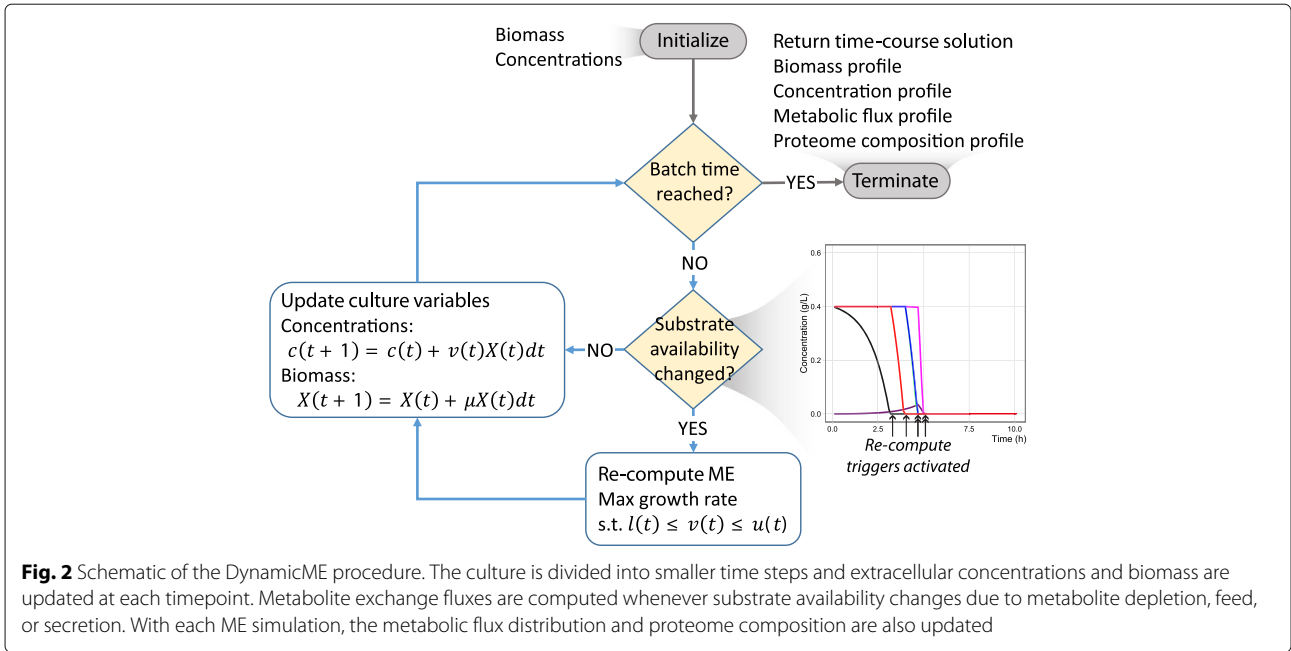 Biomass
Concentrations
Initialize
Return time-course solution
Biomass profile
Concentration profile
Metabolic flux profile
Proteome composition profile
Batch time
reached?
YES
Terminate
NO
Substrate
availability
changed?
NO
YES
Update culture variables
Concentrations:
c(t + 1) = c(t) + v(t)X(t)dt
Biomass:
X(t + 1) = X(t) + μX(t)dt
Re-compute ME
Max growth rate
s.t. l(t) ≤ v(t) ≤ u(t)
Concentration (g/L)
0.6
0.4
0.2
0.0
0.0 2.5 7.5 10.0
Time (h)
Re-compute
triggers activated
Fig. 2 Schematic of the DynamicME procedure. The culture is divided into smaller time steps and extracellular concentrations and biomass are
updated at each timepoint. Metabolite exchange fluxes are computed whenever substrate availability changes due to metabolite depletion, feed,
or secretion. With each ME simulation, the metabolic flux distribution and proteome composition are also updated